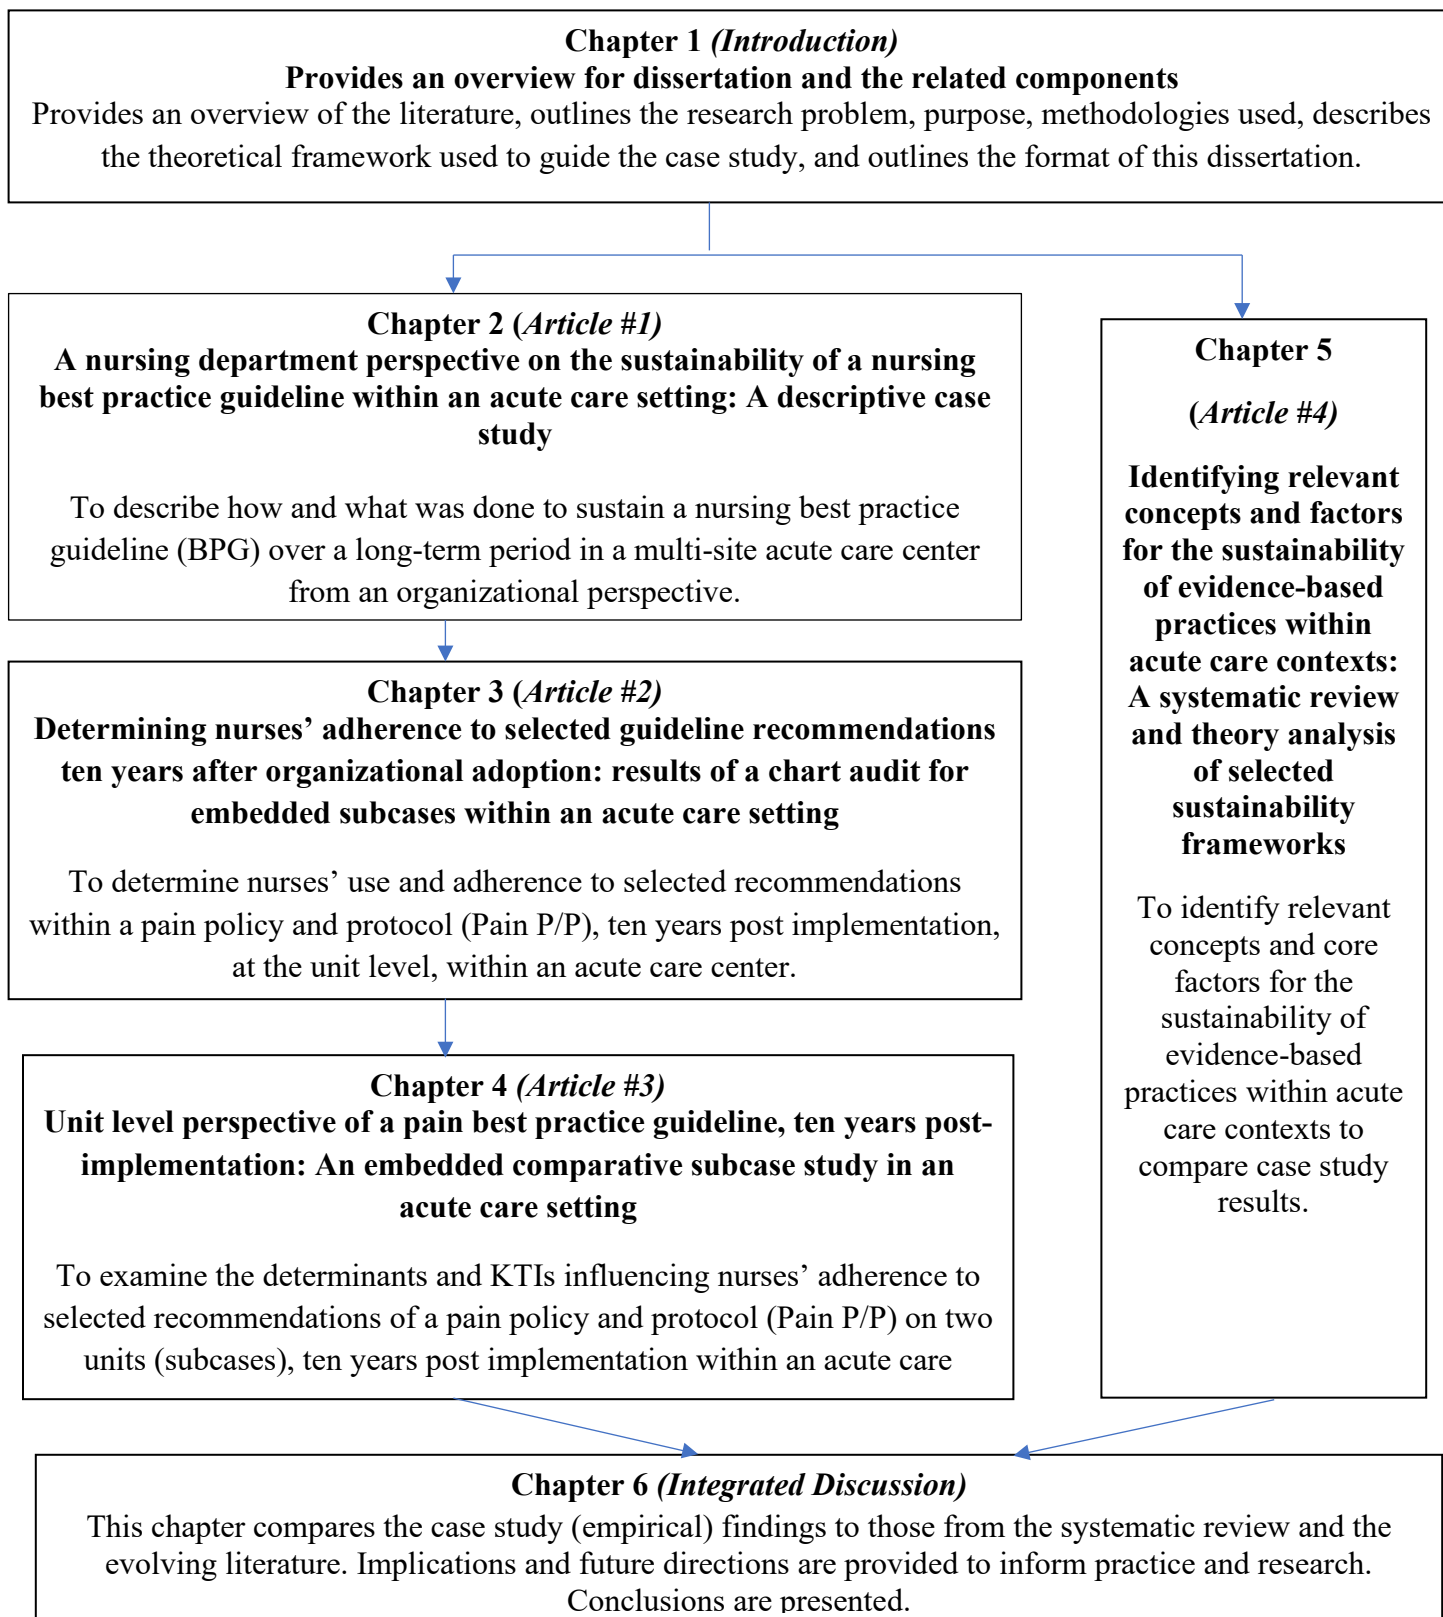 Chapter 1 (Introduction)
Provides an overview for dissertation and the related components
Provides an overview of the literature, outlines the research problem, purpose, methodologies used, describes
the theoretical framework used to guide the case study, and outlines the format of this dissertation.
Chapter 2 (Article #1)
A nursing department perspective on the sustainability of a nursing
best practice guideline within an acute care setting: A descriptive case
study
To describe how and what was done to sustain a nursing best practice
guideline (BPG) over a long-term period in a multi-site acute care center
from an organizational perspective.
Chapter 3 (Article #2)
Determining nurses’ adherence to selected guideline recommendations
ten years after organizational adoption: results of a chart audit for
embedded subcases within an acute care setting
To determine nurses’ use and adherence to selected recommendations
within a pain policy and protocol (Pain P/P), ten years post implementation,
at the unit level, within an acute care center.
Chapter 4 (Article #3)
Unit level perspective of a pain best practice guideline, ten years post-
implementation: An embedded comparative subcase study in an
acute care setting
To examine the determinants and KTIs influencing nurses’ adherence to
selected recommendations of a pain policy and protocol (Pain P/P) on two
units (subcases), ten years post implementation within an acute care
Chapter 5
(Article #4)
Identifying relevant
concepts and factors
for the sustainability
of evidence-based
practices within
acute care contexts:
A systematic review
and theory analysis
of selected
sustainability
frameworks
To identify relevant
concepts and core
factors for the
sustainability of
evidence-based
practices within acute
care contexts to
compare case study
results.
Chapter 6 (Integrated Discussion)
This chapter compares the case study (empirical) findings to those from the systematic review and the
evolving literature. Implications and future directions are provided to inform practice and research.
Conclusions are presented.